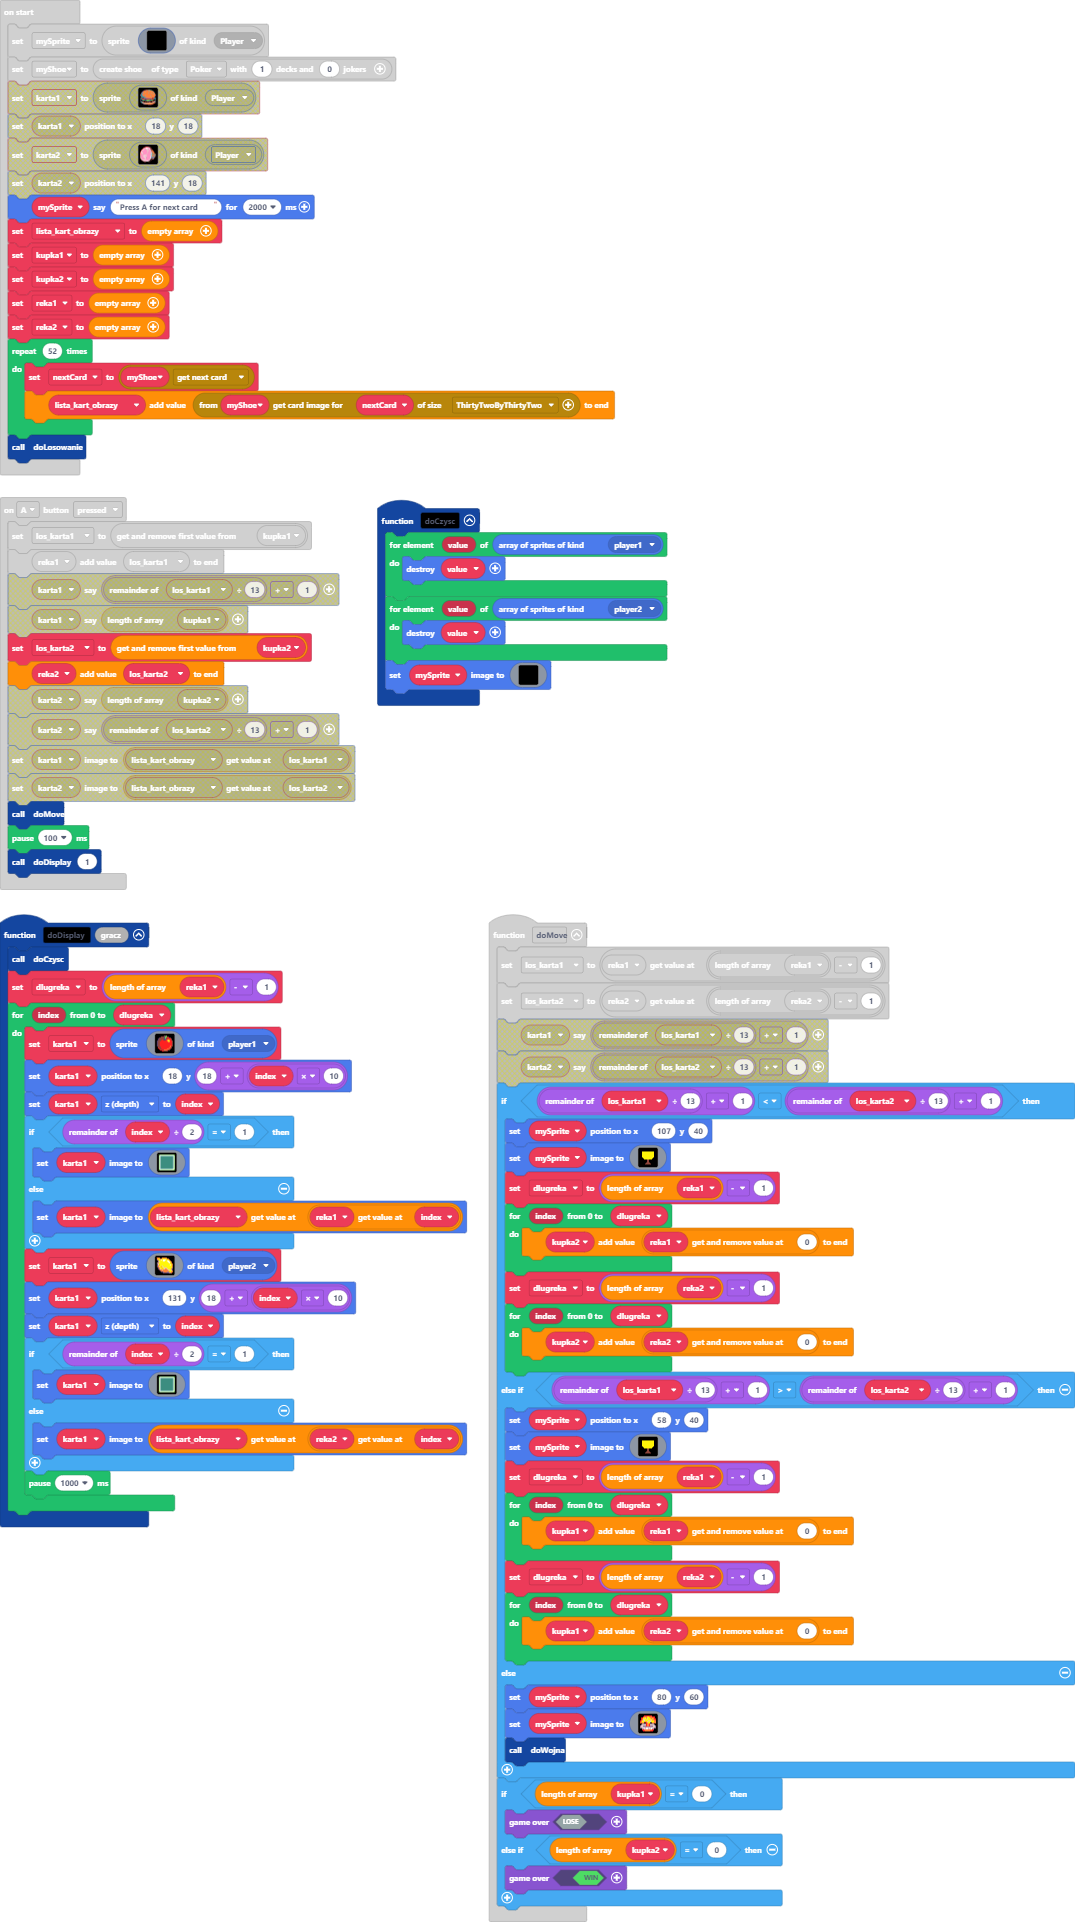 on start
set mySprite to sprite of kind Player
set myShoe to create shoe of type Poker with 1 decks and 0 jokers
set karta1 to sprite of kind Player
set karta1 position to x 18 y 18
set karta2 to sprite of kind Player
set karta2 position to x 141 y 18
mySprite say "Press A for next card" for 2000 ms
set lista_kart_obrazy to empty array
set kupka1 to empty array
set kupka2 to empty array
set reka1 to empty array
set reka2 to empty array
repeat 52 times
do
set nextCard to myShoe get next card
lista_kart_obrazy add value from myShoe get card image for nextCard of size ThirtyTwoByThirtyTwo to end
call doLosowanie
on A button pressed
set los_karta1 to get and remove first value from kupka1
reka1 add value los_karta1 to end
karta1 say remainder of los_karta1 ÷ 13 + 1
karta1 say length of array kupka1
set los_karta2 to get and remove first value from kupka2
reka2 add value los_karta2 to end
karta2 say length of array kupka2
karta2 say remainder of los_karta2 ÷ 13 + 1
set karta1 image to lista_kart_obrazy get value at los_karta1
set karta2 image to lista_kart_obrazy get value at los_karta2
call doMove
pause 100 ms
call doDisplay 1
function doCzysc
for element value of array of sprites of kind player1
do
destroy value
for element value of array of sprites of kind player2
do
destroy value
set mySprite image to
function doDisplay gracz
call doCzysc
set dlugreka to length of array reka1 - 1
for index from 0 to dlugreka
do
set karta1 to sprite of kind player1
set karta1 position to x 18 y 18 + index × 10
set karta1 z (depth) to index
if remainder of index ÷ 2 = 1 then
set karta1 image to
else
set karta1 image to lista_kart_obrazy get value at reka1 get value at index
set karta1 to sprite of kind player2
set karta1 position to x 131 y 18 + index × 10
set karta1 z (depth) to index
if remainder of index ÷ 2 = 1 then
set karta1 image to
else
set karta1 image to lista_kart_obrazy get value at reka2 get value at index
pause 1000 ms
function doMove
set los_karta1 to reka1 get value at length of array reka1 - 1
set los_karta2 to reka2 get value at length of array reka2 - 1
karta1 say remainder of los_karta1 ÷ 13 + 1
karta2 say remainder of los_karta2 ÷ 13 + 1
if remainder of los_karta1 ÷ 13 + 1 < remainder of los_karta2 ÷ 13 + 1 then
set mySprite position to x 107 y 40
set mySprite image to
set dlugreka to length of array reka1 - 1
for index from 0 to dlugreka
do
kupka2 add value reka1 get and remove value at 0 to end
set dlugreka to length of array reka2 - 1
for index from 0 to dlugreka
do
kupka2 add value reka2 get and remove value at 0 to end
else if remainder of los_karta1 ÷ 13 + 1 > remainder of los_karta2 ÷ 13 + 1 then
set mySprite position to x 58 y 40
set mySprite image to
set dlugreka to length of array reka1 - 1
for index from 0 to dlugreka
do
kupka1 add value reka1 get and remove value at 0 to end
set dlugreka to length of array reka2 - 1
for index from 0 to dlugreka
do
kupka1 add value reka2 get and remove value at 0 to end
else
set mySprite position to x 80 y 60
set mySprite image to
call doWojna
if length of array kupka1 = 0 then
game over LOSE
else if length of array kupka2 = 0 then
game over WIN